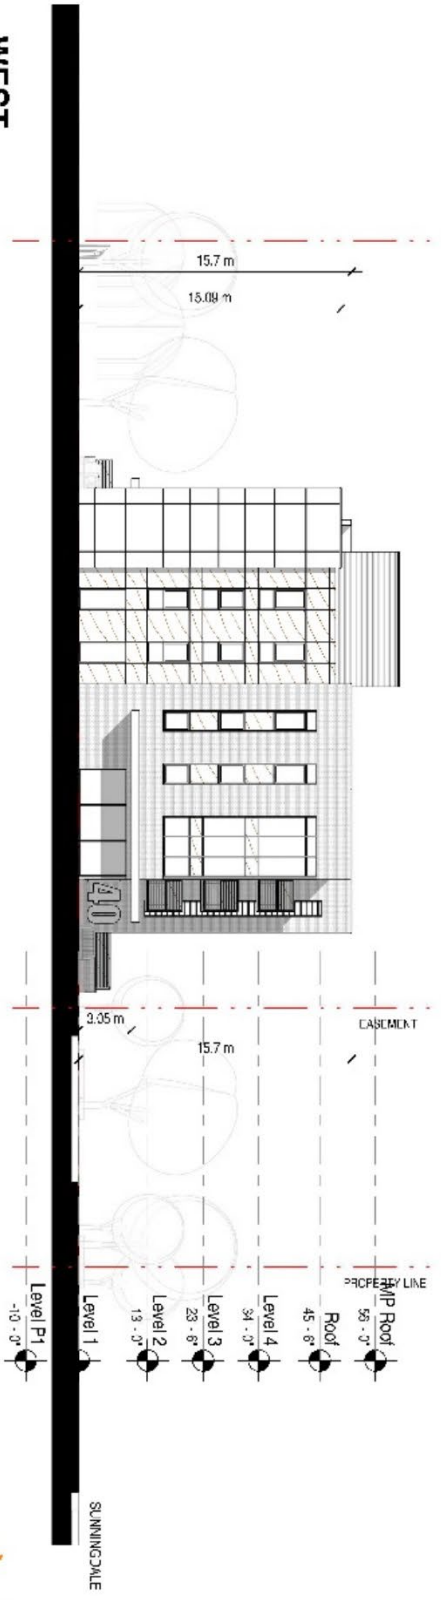 WEST
15.7 m
15.09 m
40
3.05 m
15.7 m
EASEMENT
PROPERTY LINE
MP Roof
56 - 0"
Roof
45 - 6"
Level 4
34 - 0"
Level 3
23 - 6"
Level 2
13 - 0"
Level 1
Level P1
-10 - 0"
SUNNINGDALE